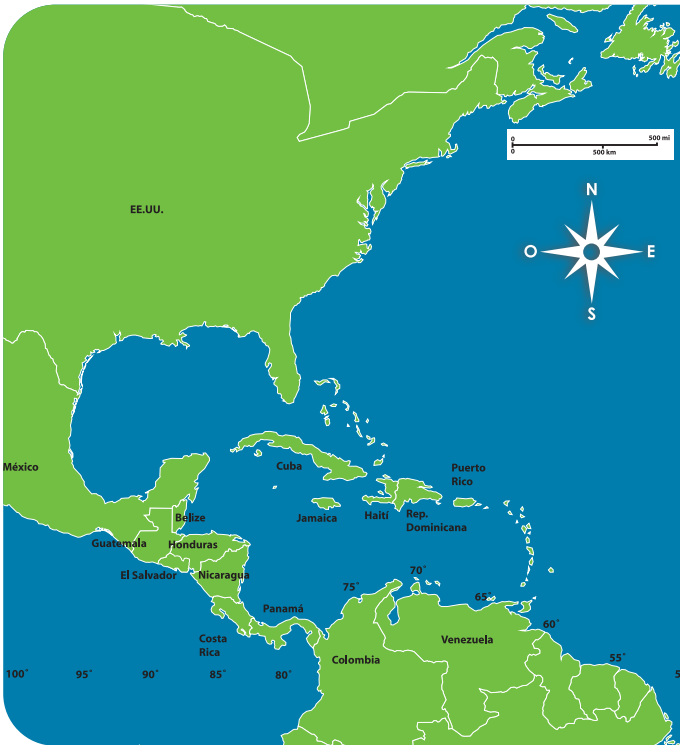 0
500 mi
0
500 km
N
EE.UU.
O
E
S
México
Cuba
Puerto
Rico
Belize
Jamaica
Haití
Rep.
Dominicana
Guatemala
Honduras
El Salvador
Nicaragua
70°
75°
65°
Panamá
60°
Costa
Rica
Venezuela
Colombia
55°
100°
95°
90°
85°
80°